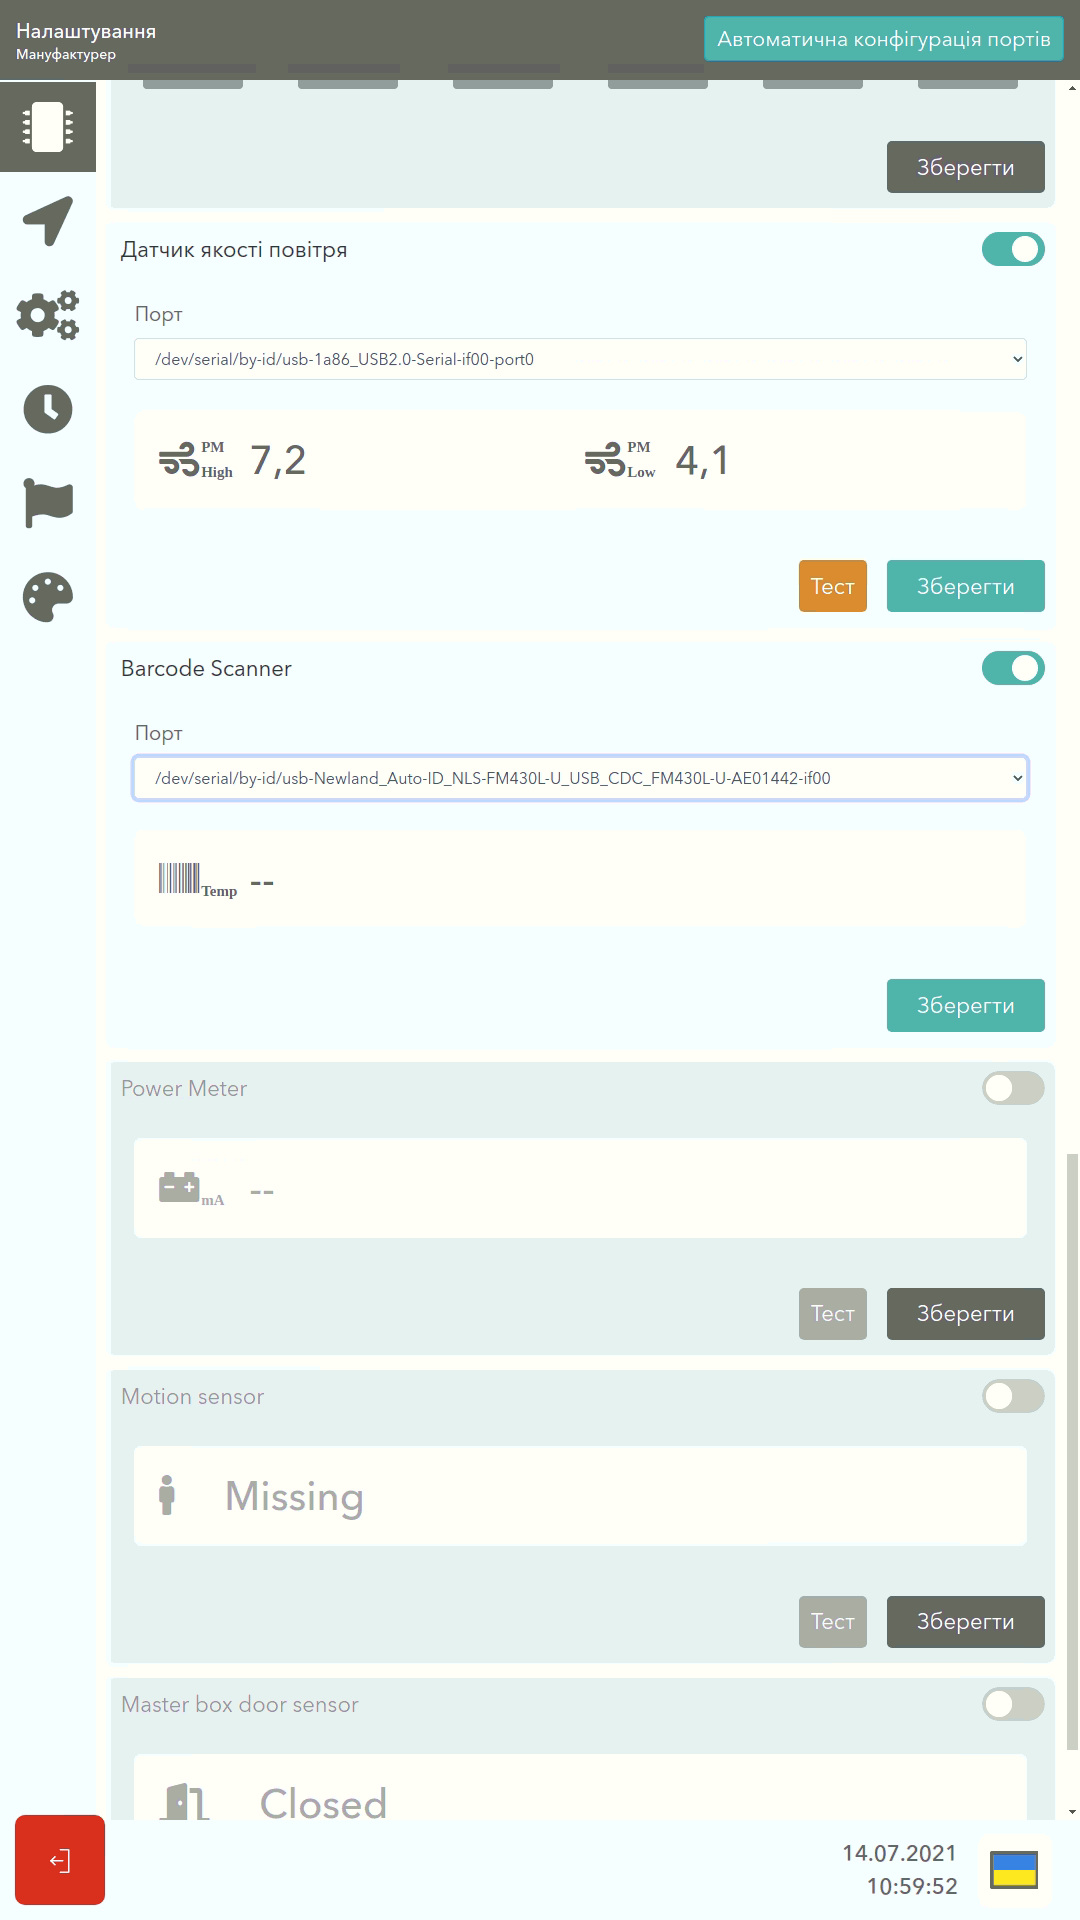 Налаштування
Мануфактурер
Автоматична конфігурація портів
Зберегти
Датчик якості повітря
Порт
/dev/serial/by-id/usb-1a86_USB2.0-Serial-if00-port0
PM High 7,2
PM Low 4,1
Тест
Зберегти
Barcode Scanner
Порт
/dev/serial/by-id/usb-Newland_Auto-ID_NLS-FM430L-U_USB_CDC_FM430L-U-AE01442-if00
Temp --
Зберегти
Power Meter
mA --
Тест
Зберегти
Motion sensor
Missing
Тест
Зберегти
Master box door sensor
Closed
14.07.2021
10:59:52